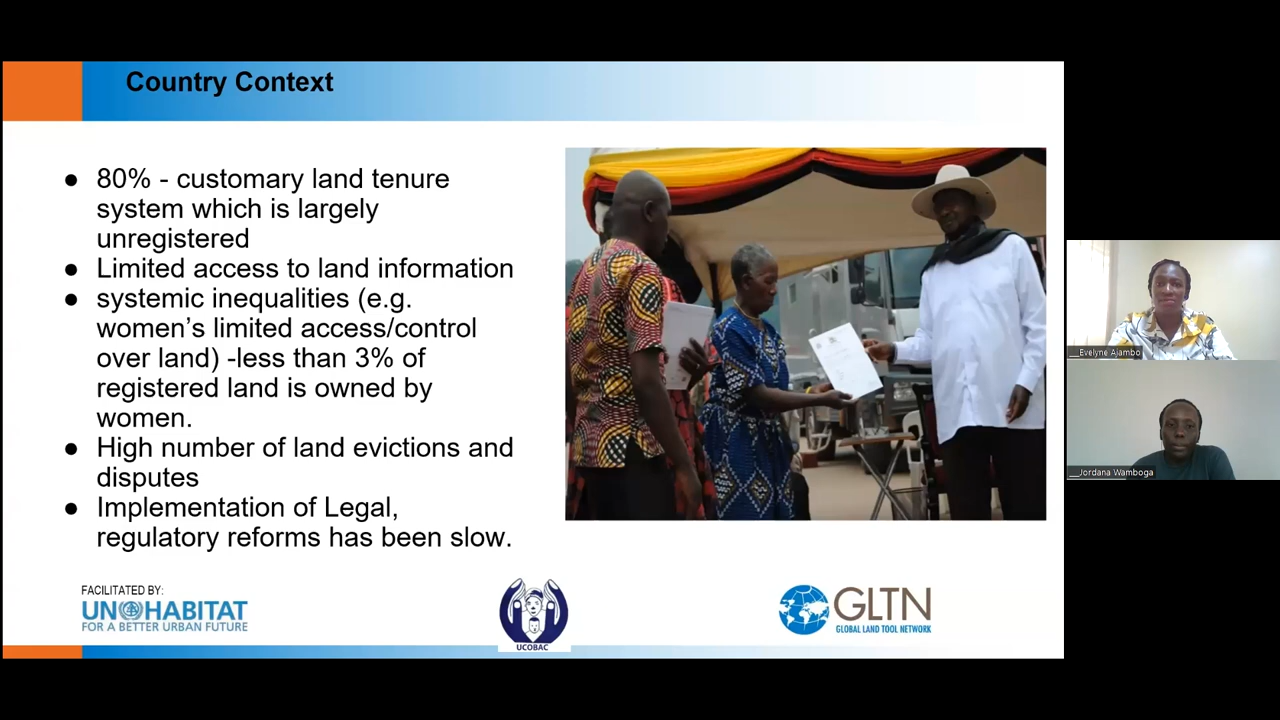 Country Context
● 80% - customary land tenure
system which is largely
unregistered
● Limited access to land information
● systemic inequalities (e.g.
women’s limited access/control
over land) -less than 3% of
registered land is owned by
women.
● High number of land evictions and
disputes
● Implementation of Legal,
regulatory reforms has been slow.
FACILITATED BY:
UN HABITAT
FOR A BETTER URBAN FUTURE
UCOBAC
GLTN
GLOBAL LAND TOOL NETWORK
__Evelyne Ajambo
__Jordana Wamboga